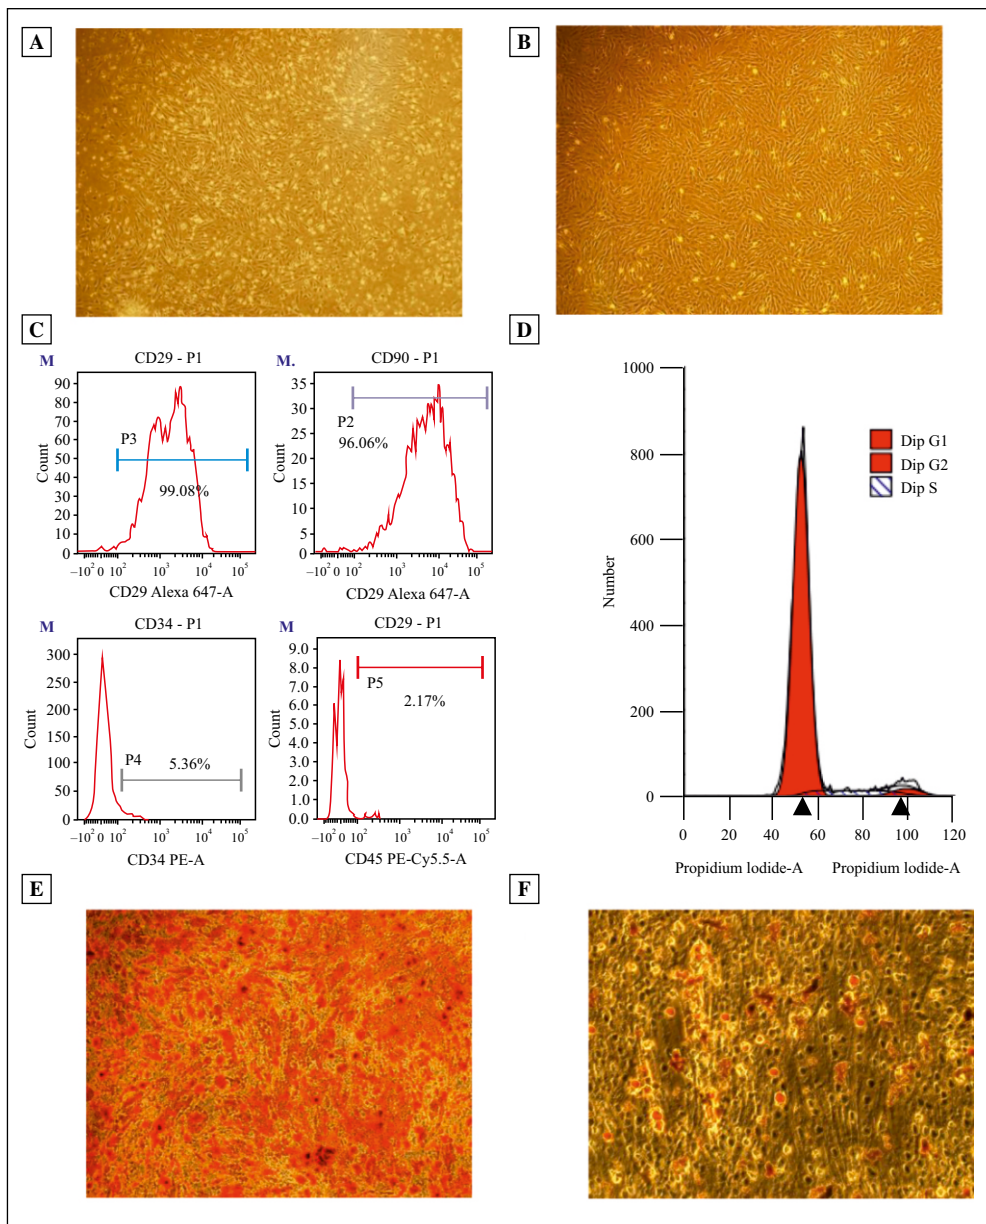 A
B
C
M
CD29 - P1
90
80
70
60
50
40
30
20
10
0
Count
P3
99.08%
–10² 0 10² 10³ 10⁴ 10⁵
CD29 Alexa 647-A
M.
CD90 - P1
35
30
25
20
15
10
5
0
Count
P2
96.06%
–10² 0 10² 10³ 10⁴ 10⁵
CD29 Alexa 647-A
M
CD34 - P1
300
250
200
150
100
50
0
Count
P4
5.36%
–10² 0 10² 10³ 10⁴ 10⁵
CD34 PE-A
M
CD29 - P1
9.0
8.0
7.0
6.0
5.0
4.0
3.0
2.0
1.0
0
Count
P5
2.17%
–10² 0 10² 10³ 10⁴ 10⁵
CD45 PE-Cy5.5-A
D
1000
800
600
400
200
0
Number
Dip G1
Dip G2
Dip S
0 20 40 60 80 100 120
Propidium Iodide-A Propidium Iodide-A
E
F